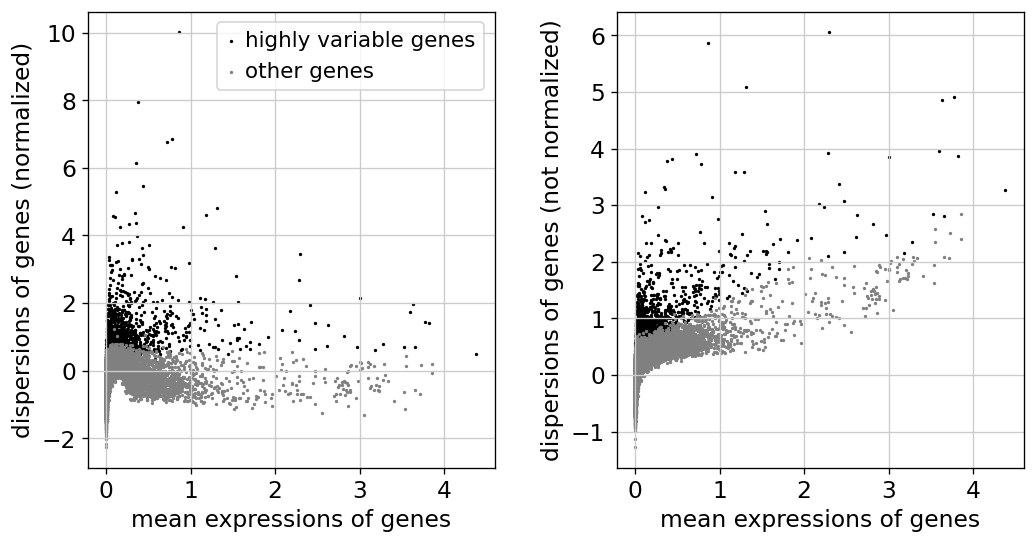 dispersions of genes (normalized)
10
8
6
4
2
0
−2
0 1 2 3 4
mean expressions of genes
highly variable genes
other genes
dispersions of genes (not normalized)
6
5
4
3
2
1
0
−1
0 1 2 3 4
mean expressions of genes